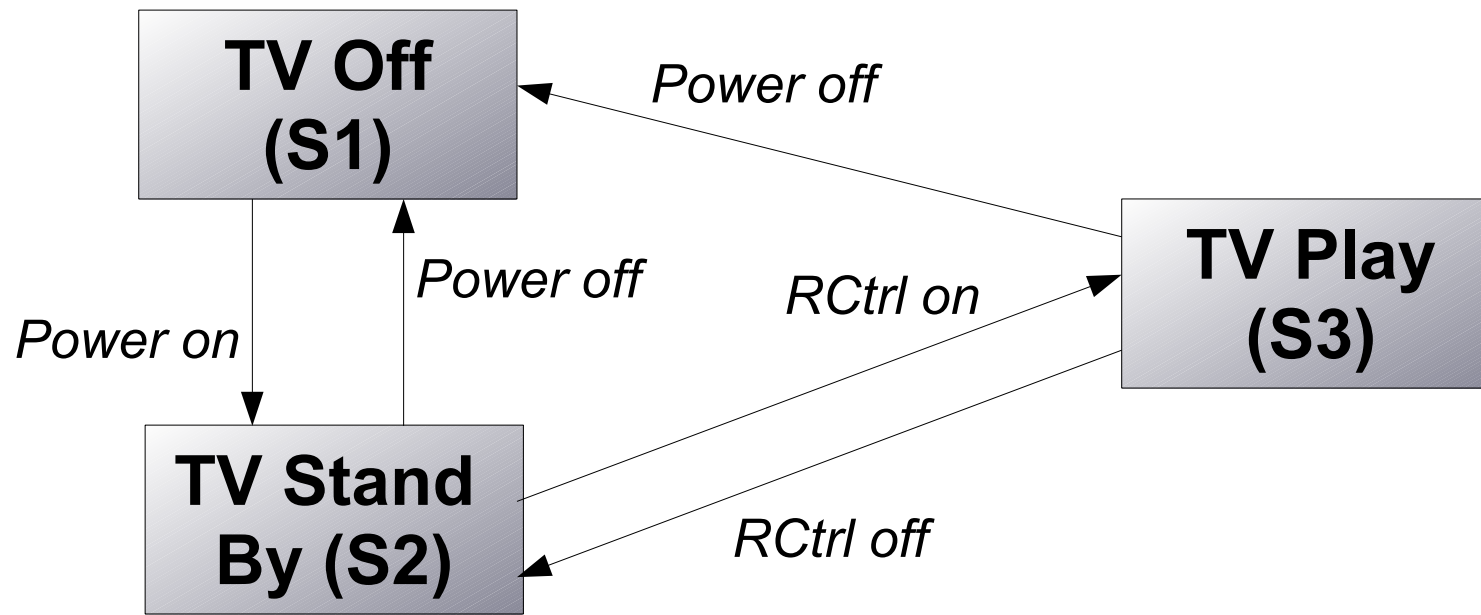 TV Off
(S1)
Power off
Power off
Power on
RCtrl on
TV Play
(S3)
TV Stand
By (S2)
RCtrl off